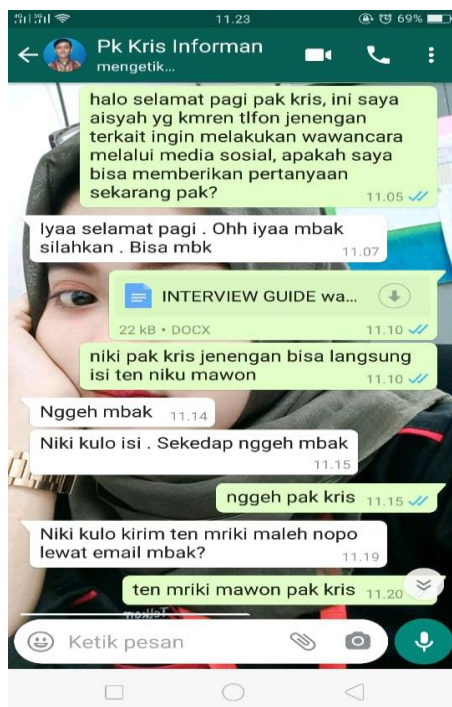 11.23
69%
Pk Kris Informan
mengetik...
halo selamat pagi pak kris, ini saya
aisyah yg kmren tlfon jenengan
terkait ingin melakukan wawancara
melalui media sosial, apakah saya
bisa memberikan pertanyaan
sekarang pak?
11.05
Iyaa selamat pagi . Ohh iyaa mbak
silahkan . Bisa mbk
11.07
INTERVIEW GUIDE wa...
22 kB • DOCX
11.10
niki pak kris jenengan bisa langsung
isi ten niku mawon
11.10
Nggeh mbak
11.14
Niki kulo isi . Sekedap nggeh mbak
11.15
nggeh pak kris
11.15
Niki kulo kirim ten mriki maleh nopo
lewat email mbak?
11.19
ten mriki mawon pak kris
11.20
Ketik pesan